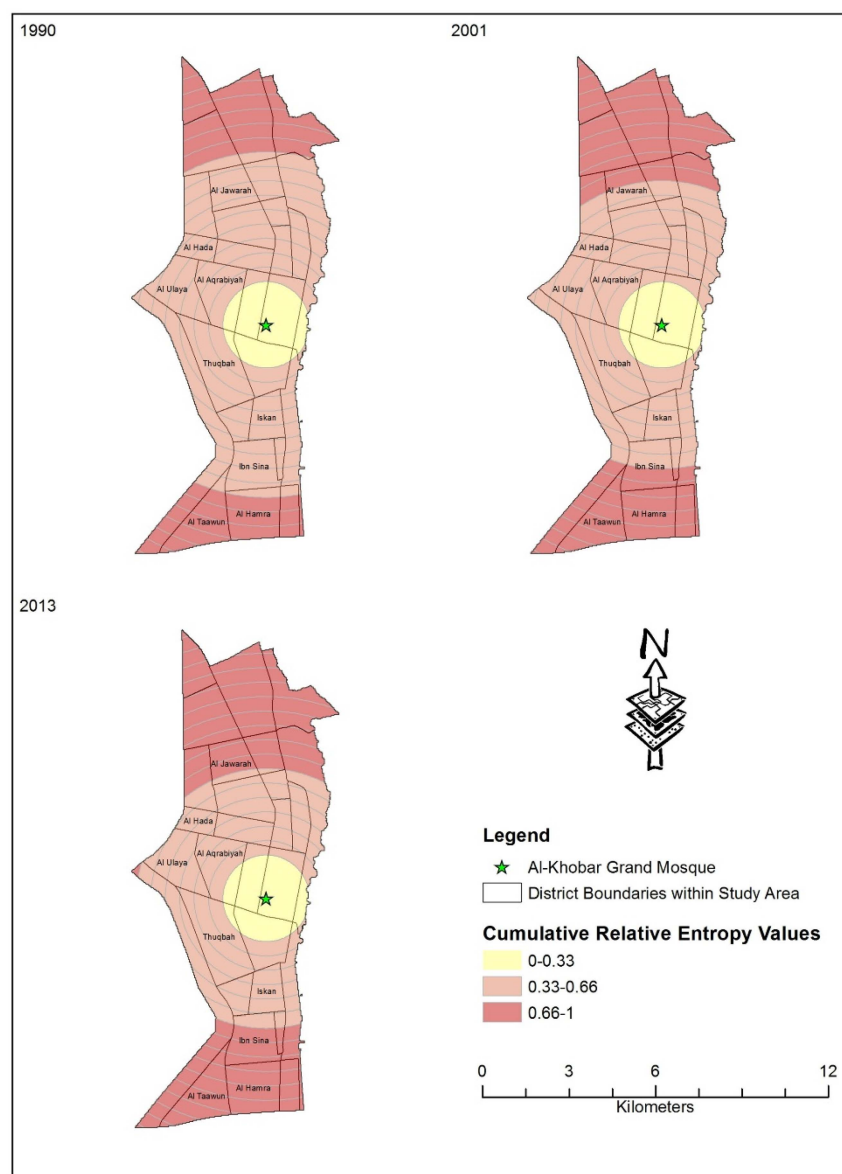 1990
2001
Al Jawarah
Al Hada
Al Aqrabiyah
Al Ulaya
Thuqbah
Iskan
Ibn Sina
Al Hamra
Al Taawun
Al Jawarah
Al Hada
Al Aqrabiyah
Al Ulaya
Thuqbah
Iskan
Ibn Sina
Al Hamra
Al Taawun
2013
Al Jawarah
Al Hada
Al Aqrabiyah
Al Ulaya
Thuqbah
Iskan
Ibn Sina
Al Hamra
Al Taawun
N
Legend
Al-Khobar Grand Mosque
District Boundaries within Study Area
Cumulative Relative Entropy Values
0-0.33
0.33-0.66
0.66-1
0 3 6 12
Kilometers